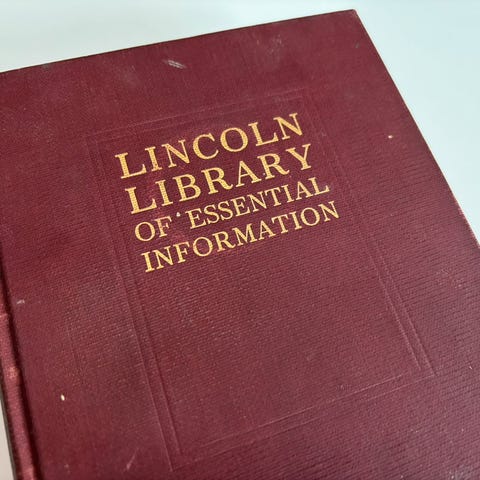 LINCOLN
LIBRARY
OF ESSENTIAL
INFORMATION